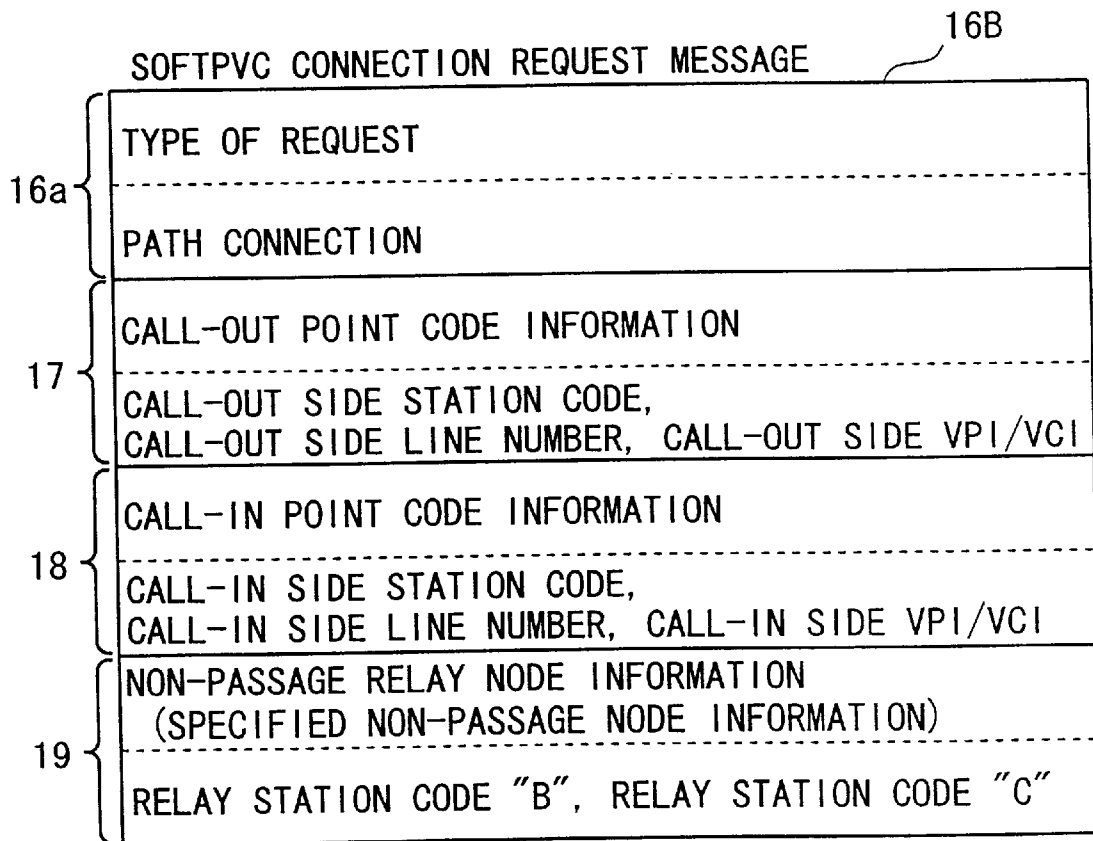 16B
SOFTPVC CONNECTION REQUEST MESSAGE
16a
TYPE OF REQUEST
PATH CONNECTION
17
CALL-OUT POINT CODE INFORMATION
CALL-OUT SIDE STATION CODE,
CALL-OUT SIDE LINE NUMBER, CALL-OUT SIDE VPI/VCI
18
CALL-IN POINT CODE INFORMATION
CALL-IN SIDE STATION CODE,
CALL-IN SIDE LINE NUMBER, CALL-IN SIDE VPI/VCI
19
NON-PASSAGE RELAY NODE INFORMATION
(SPECIFIED NON-PASSAGE NODE INFORMATION)
RELAY STATION CODE "B", RELAY STATION CODE "C"